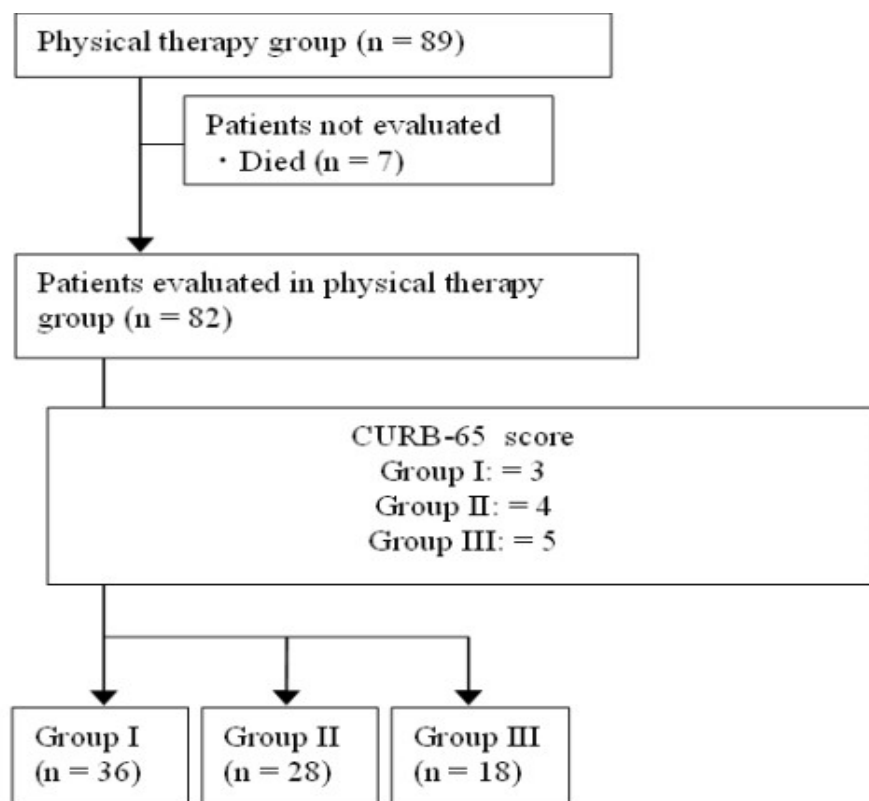 Physical therapy group (n = 89)
Patients not evaluated
・Died (n = 7)
Patients evaluated in physical therapy
group (n = 82)
CURB-65 score
Group I: = 3
Group II: = 4
Group III: = 5
Group I
(n = 36)
Group II
(n = 28)
Group III
(n = 18)